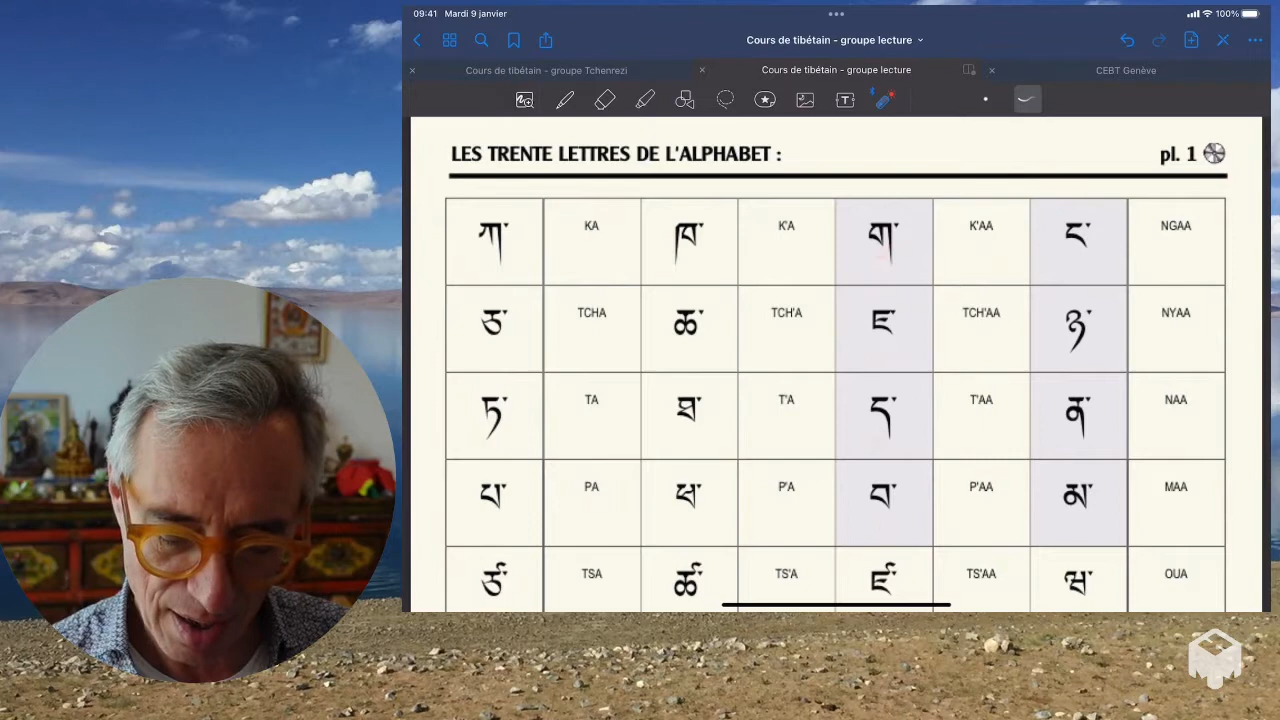 09:41 Mardi 9 janvier
100%
Cours de tibétain - groupe lecture
Cours de tibétain - groupe Tchenrezi
Cours de tibétain - groupe lecture
CEBT Genève
LES TRENTE LETTRES DE L'ALPHABET : pl. 1
ཀ་ KA ཁ་ K'A ག་ K'AA ང་ NGAA
ཅ་ TCHA ཆ་ TCH'A ཇ་ TCH'AA ཉ་ NYAA
ཏ་ TA ཐ་ T'A ད་ T'AA ན་ NAA
པ་ PA ཕ་ P'A བ་ P'AA མ་ MAA
ཙ་ TSA ཚ་ TS'A ཛ་ TS'AA ཝ་ OUA